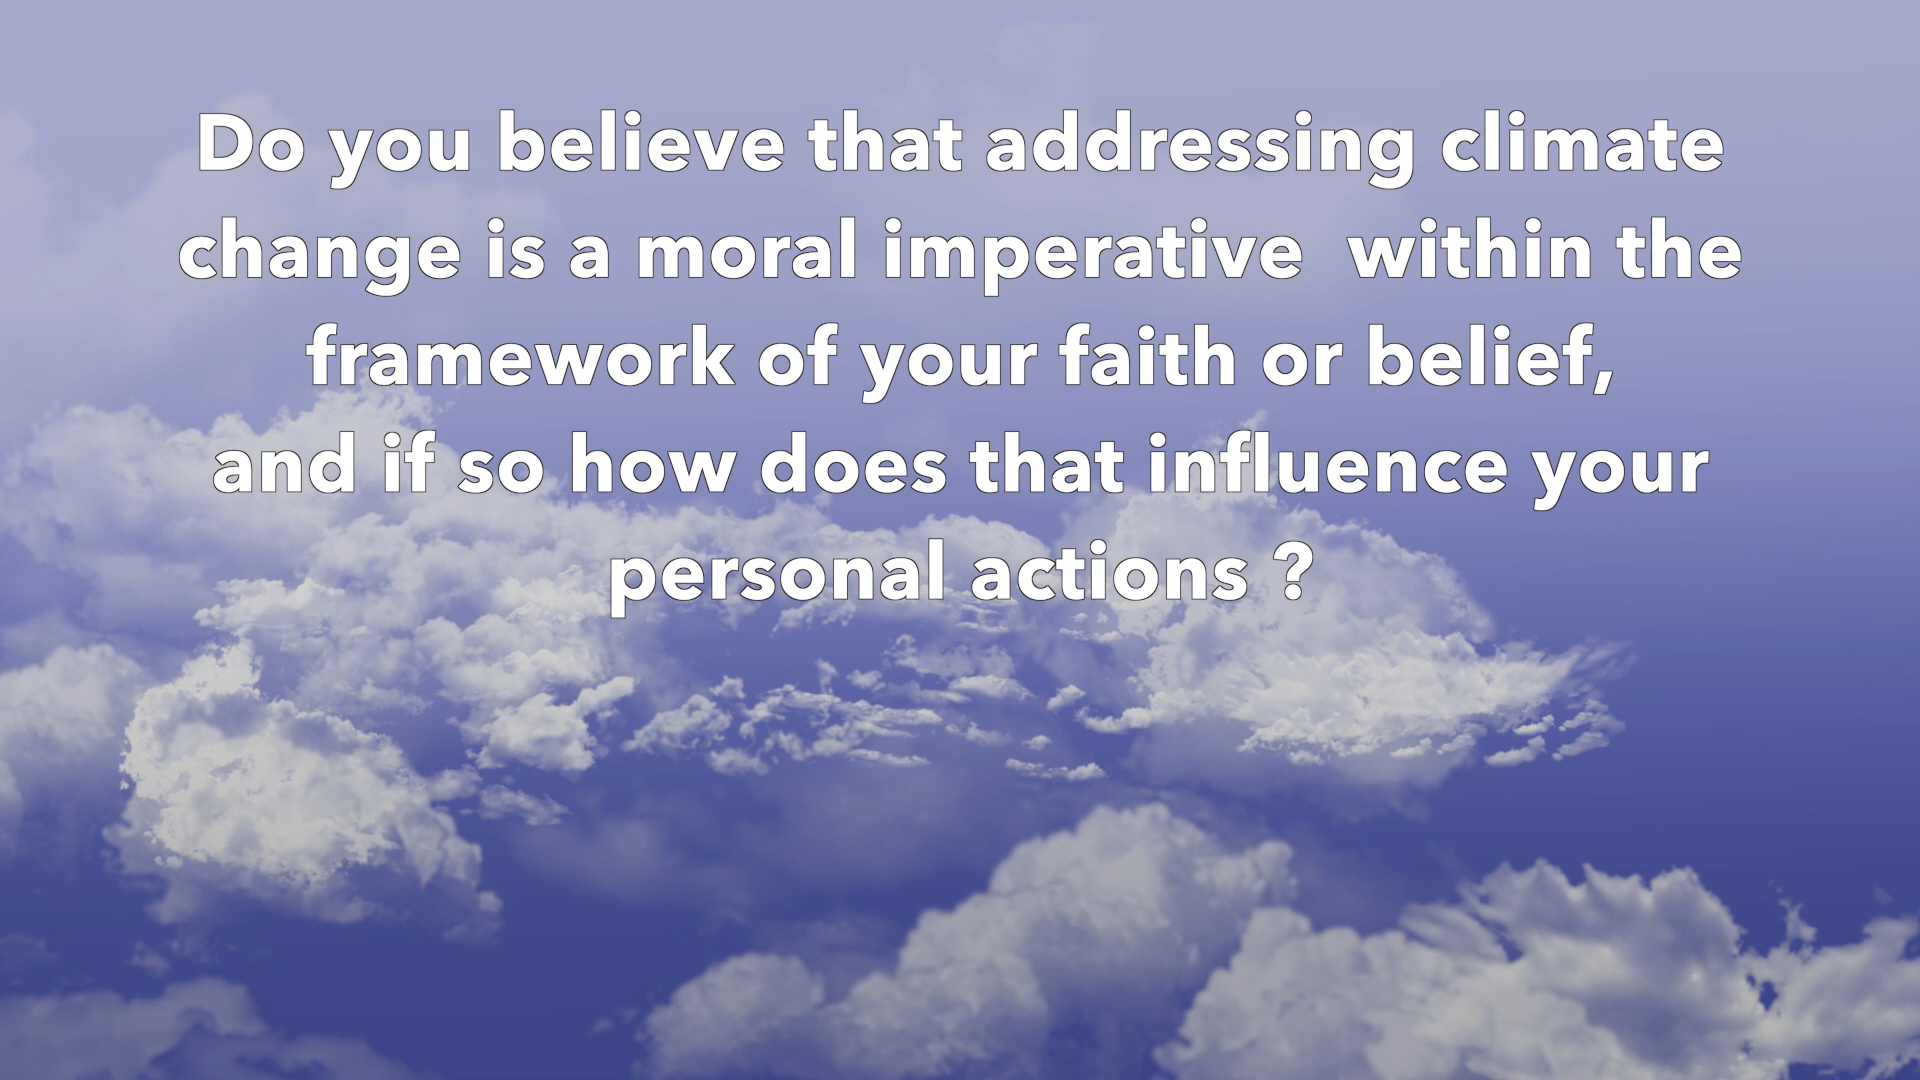 Do you believe that addressing climate
change is a moral imperative  within the
framework of your faith or belief,
and if so how does that influence your
personal actions ?